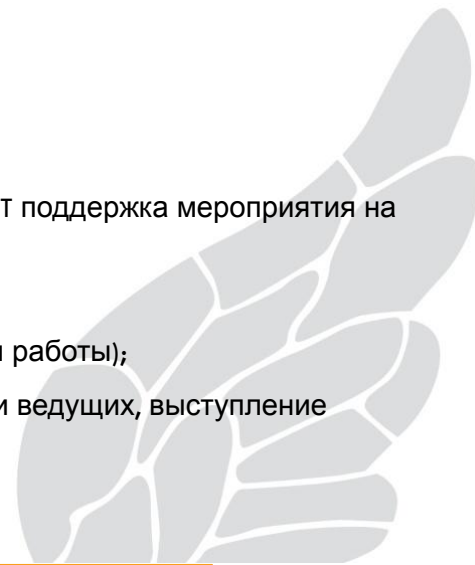 поддержка мероприятия на
работы);
ведущих, выступление